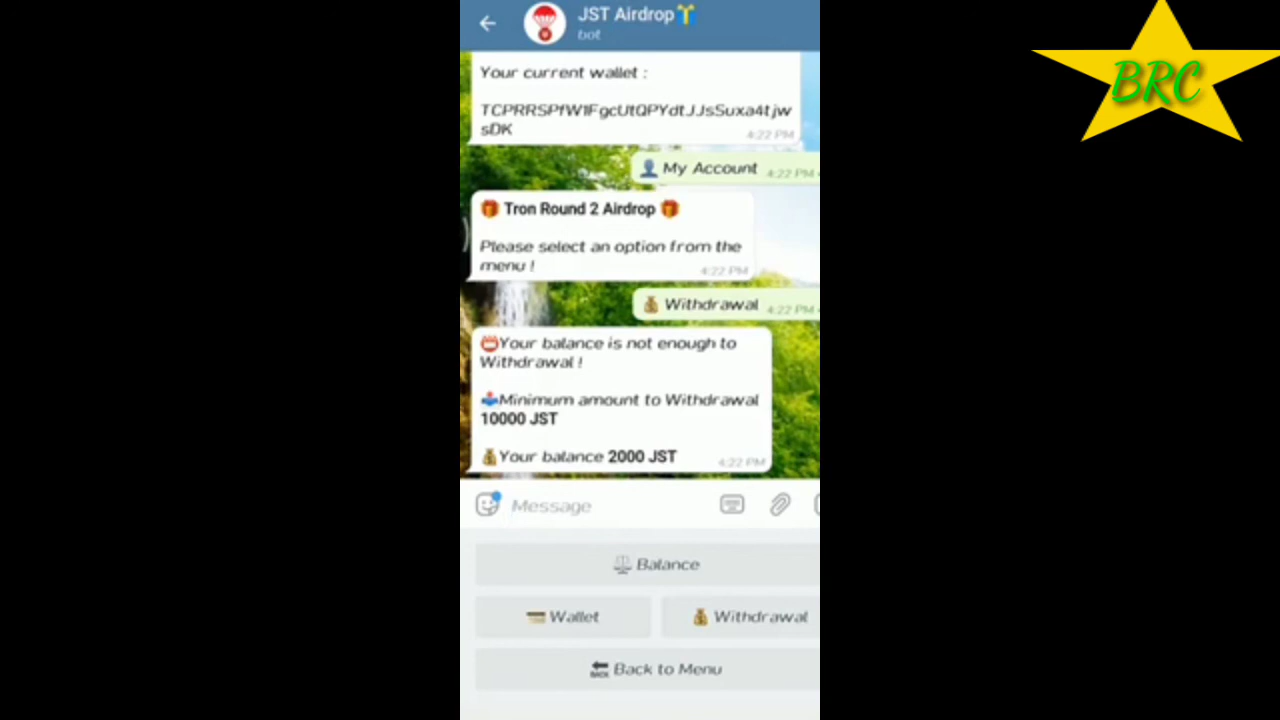 JST Airdrop
bot
BRC
Your current wallet :
TCPRRSPfW1FgcUtQPYdtJJsSuxa4tjw
sDK
4:22 PM
My Account 4:22 PM
Tron Round 2 Airdrop
Please select an option from the
menu !
4:22 PM
Withdrawal 4:22 PM
Your balance is not enough to
Withdrawal !
Minimum amount to Withdrawal
10000 JST
Your balance 2000 JST 4:22 PM
Message
Balance
Wallet
Withdrawal
BACK Back to Menu